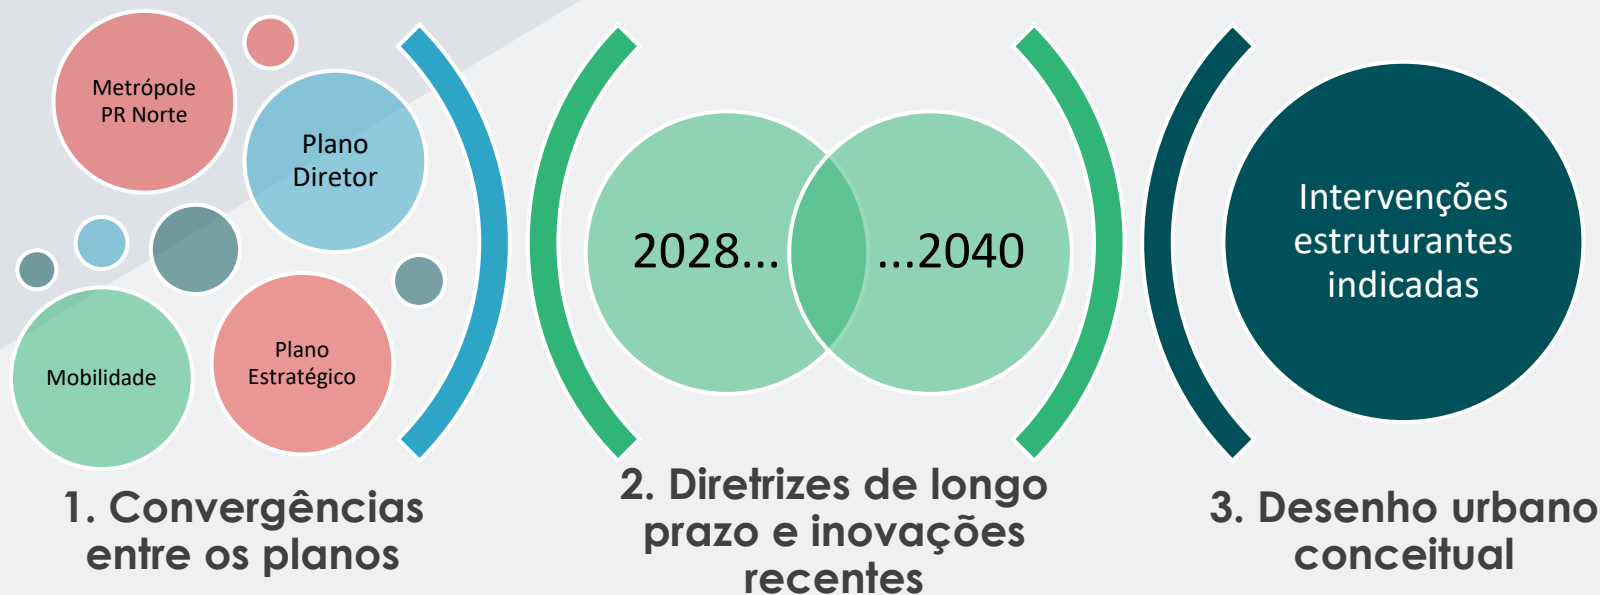 Metrópole
PR Norte
Plano
Diretor
Mobilidade
Plano
Estratégico
1. Convergências
entre os planos
2028...
...2040
2. Diretrizes de longo
prazo e inovações
recentes
Intervenções
estruturantes
indicadas
3. Desenho urbano
conceitual